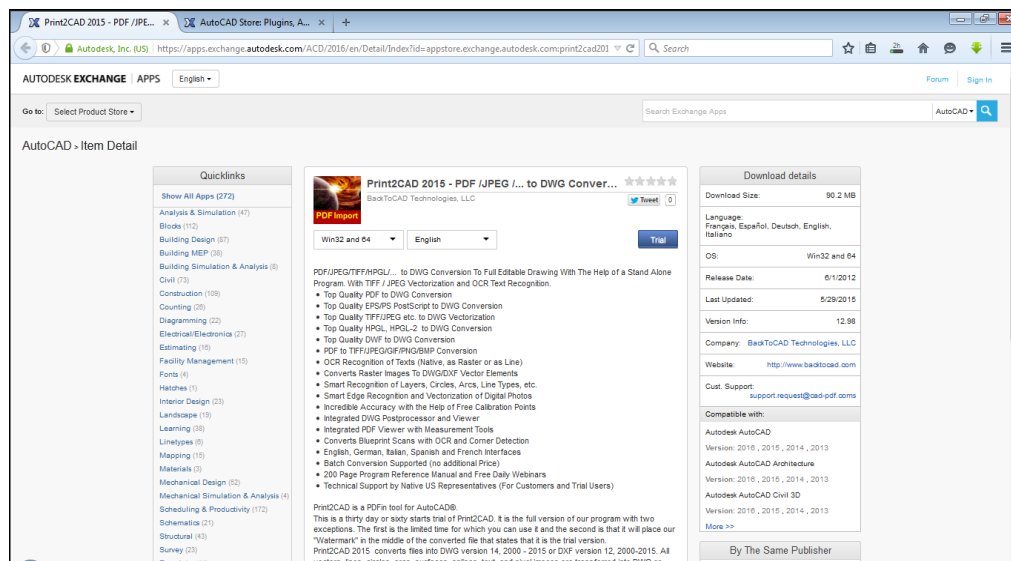 Print2CAD 2015 - PDF /JPE...
AutoCAD Store: Plugins, A...
Autodesk, Inc. (US)
https://apps.exchange.autodesk.com/ACD/2016/en/Detail/Index?id=appstore.exchange.autodesk.com:print2cad201
Search
2h
AUTODESK EXCHANGE | APPS
English
Forum
Sign In
Go to:
Select Product Store
Search Exchange Apps
AutoCAD
AutoCAD > Item Detail
Quicklinks
Show All Apps (272)
Analysis & Simulation (47)
Blocks (112)
Building Design (87)
Building MEP (38)
Building Simulation & Analysis (8)
Civil (73)
Construction (109)
Counting (26)
Diagramming (22)
Electrical/Electronics (27)
Estimating (16)
Facility Management (15)
Fonts (4)
Hatches (1)
Interior Design (23)
Landscape (19)
Learning (38)
Linetypes (6)
Mapping (15)
Materials (3)
Mechanical Design (52)
Mechanical Simulation & Analysis (4)
Scheduling & Productivity (172)
Schematics (21)
Structural (43)
Survey (23)
PDF Import
Print2CAD 2015 - PDF /JPEG /... to DWG Conver...
BackToCAD Technologies, LLC
Tweet
0
Win32 and 64
English
Trial
PDF/JPEG/TIFF/HPGL/... to DWG Conversion To Full Editable Drawing With The Help of a Stand Alone
Program. With TIFF / JPEG Vectorization and OCR Text Recognition.
• Top Quality PDF to DWG Conversion
• Top Quality EPS/PS PostScript to DWG Conversion
• Top Quality TIFF/JPEG etc. to DWG Vectorization
• Top Quality HPGL, HPGL-2 to DWG Conversion
• Top Quality DWF to DWG Conversion
• PDF to TIFF/JPEG/GIF/PNG/BMP Conversion
• OCR Recognition of Texts (Native, as Raster or as Line)
• Converts Raster Images To DWG/DXF Vector Elements
• Smart Recognition of Layers, Circles, Arcs, Line Types, etc.
• Smart Edge Recognition and Vectorization of Digital Photos
• Incredible Accuracy with the Help of Free Calibration Points
• Integrated DWG Postprocessor and Viewer
• Integrated PDF Viewer with Measurement Tools
• Converts Blueprint Scans with OCR and Corner Detection
• English, German, Italian, Spanish and French Interfaces
• Batch Conversion Supported (no additional Price)
• 200 Page Program Reference Manual and Free Daily Webinars
• Technical Support by Native US Representatives (For Customers and Trial Users)
Print2CAD is a PDFin tool for AutoCAD®.
This is a thirty day or sixty starts trial of Print2CAD. It is the full version of our program with two
exceptions. The first is the limited time for which you can use it and the second is that it will place our
"Watermark" in the middle of the converted file that states that it is the trial version.
Print2CAD 2015 converts files into DWG version 14, 2000 - 2015 or DXF version 12, 2000-2015. All
Download details
Download Size: 90.2 MB
Language:
Français, Español, Deutsch, English,
Italiano
OS: Win32 and 64
Release Date: 6/1/2012
Last Updated: 5/29/2015
Version Info: 12.98
Company: BackToCAD Technologies, LLC
Website: http://www.backtocad.com
Cust. Support:
support.request@cad-pdf.coms
Compatible with:
Autodesk AutoCAD
Version: 2016 , 2015 , 2014 , 2013
Autodesk AutoCAD Architecture
Version: 2016 , 2015 , 2014 , 2013
Autodesk AutoCAD Civil 3D
Version: 2016 , 2015 , 2014 , 2013
More >>
By The Same Publisher